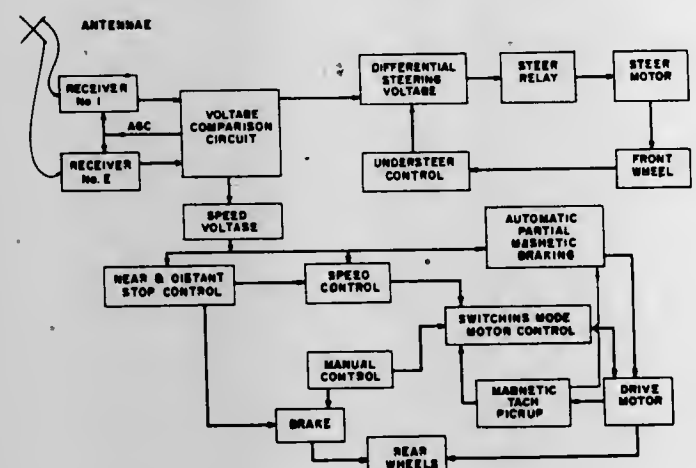 ANTENNAE
RECEIVER
No. 1
AGC
RECEIVER
No. 2
VOLTAGE
COMPARISON
CIRCUIT
DIFFERENTIAL
STEERING
VOLTAGE
STEER
RELAY
STEER
MOTOR
UNDERSTEER
CONTROL
FRONT
WHEEL
SPEED
VOLTAGE
AUTOMATIC
PARTIAL
MAGNETIC
BRAKING
NEAR & DISTANT
STOP CONTROL
SPEED
CONTROL
SWITCHING MODE
MOTOR CONTROL
MANUAL
CONTROL
MAGNETIC
TACH
PICKUP
DRIVE
MOTOR
BRAKE
REAR
WHEELS